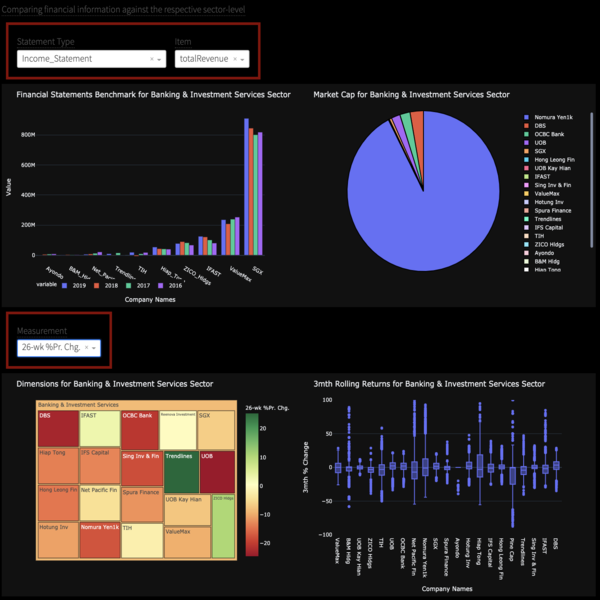 Comparing financial information against the respective sector-level
Statement Type
Item
Income_Statement
totalRevenue
Financial Statements Benchmark for Banking & Investment Services Sector
Market Cap for Banking & Investment Services Sector
800M
600M
400M
200M
0
Value
Ayondo
B&M_Hldg
Net_Pac
Trendlin
TIH
Hiap_To
ZICO_Hldgs
IFAST
ValueMax
SGX
variable
2019
2018
2017
2016
Company Names
Nomura Yen1k
DBS
OCBC Bank
UOB
SGX
Hong Leong Fin
UOB Kay Hian
IFAST
Sing Inv & Fin
ValueMax
Hotung Inv
Spura Finance
Trendlines
IFS Capital
TIH
ZICO Hldgs
Ayondo
B&M Hldg
Hiap Tong
Measurement
26-wk %Pr. Chg.
Dimensions for Banking & Investment Services Sector
3mth Rolling Returns for Banking & Investment Services Sector
Banking & Investment Services
DBS
IFAST
OCBC Bank
SGX
Hiap Tong
IFS Capital
Sing Inv & Fin
Trendlines
UOB
Hong Leong Fin
Net Pacific Fin
Spura Finance
UOB Kay Hian
ZICO Hldgs
Hotung Inv
Nomura Yen1k
TIH
ValueMax
26-wk %Pr. Chg.
20
10
0
−10
−20
3mth % Change
100
50
0
−50
−100
ValueMax
B&M Hldg
UOB Kay Hian
ZICO Hldgs
TIH
UOB
OCBC Bank
Net Pacific Fin
Nomura Yen1k
SGX
Spura Finance
Ayondo
Hotung Inv
Hiap Tong
IFS Capital
Hong Leong Fin
Pine Cap
Trendlines
Sing Inv & Fin
IFAST
DBS
Company Names